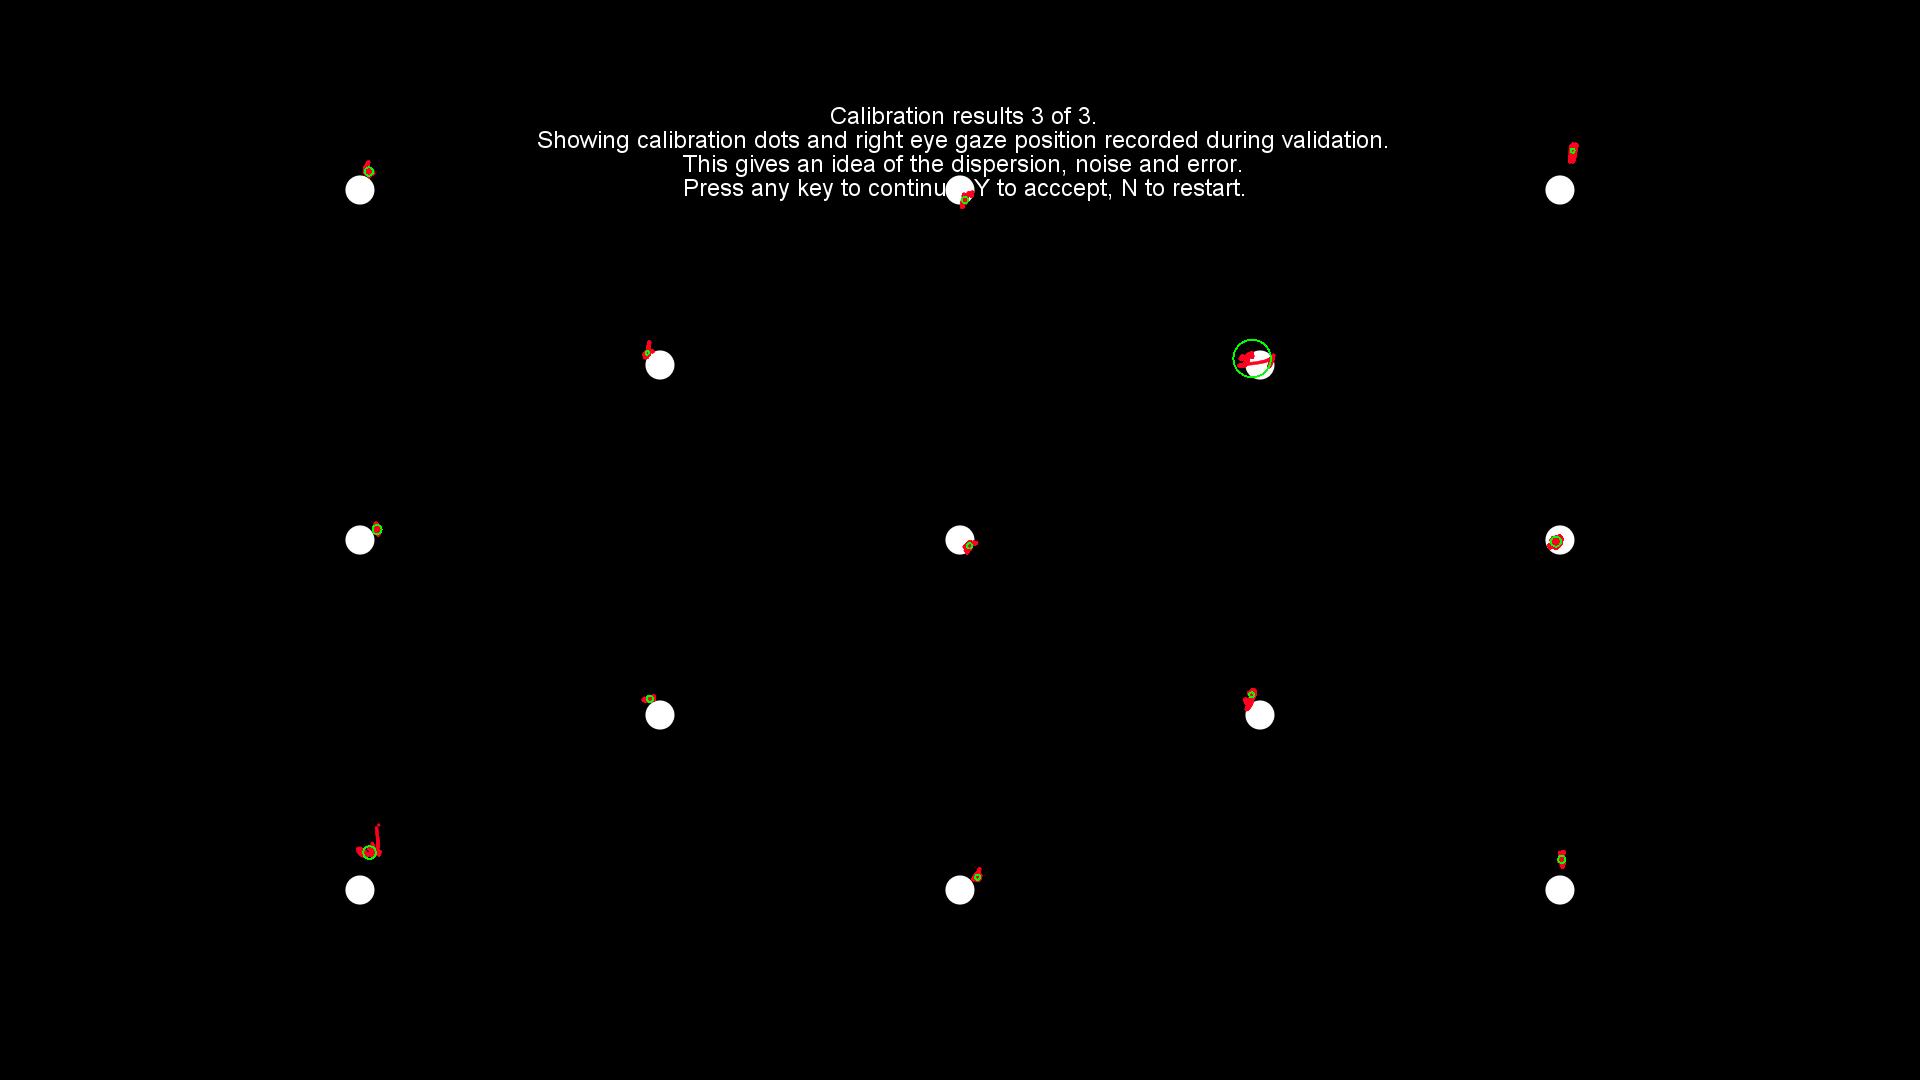 Calibration results 3 of 3.
Showing calibration dots and right eye gaze position recorded during validation.
This gives an idea of the dispersion, noise and error.
Press any key to continu Y to acccept, N to restart.